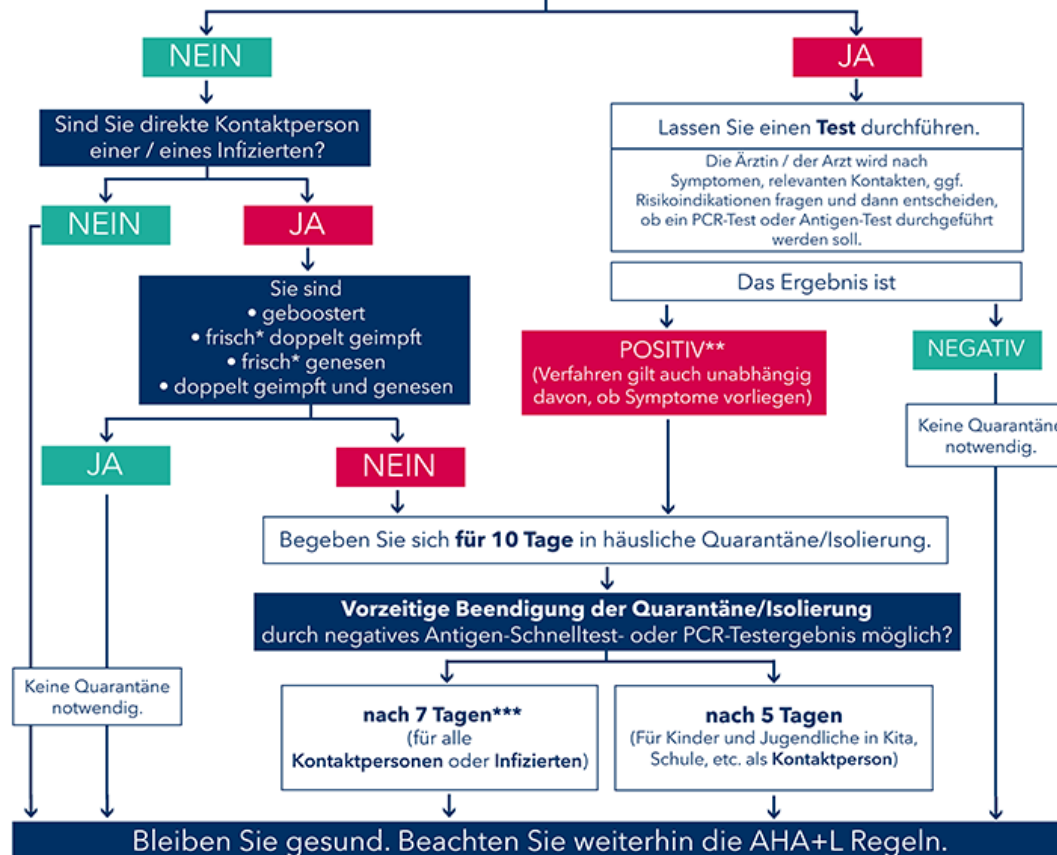 NEIN
JA
Sind Sie direkte Kontaktperson
einer / eines Infizierten?
Lassen Sie einen Test durchführen.
Die Ärztin / der Arzt wird nach
Symptomen, relevanten Kontakten, ggf.
Risikoindikationen fragen und dann entscheiden,
ob ein PCR-Test oder Antigen-Test durchgeführt
werden soll.
NEIN
JA
Das Ergebnis ist
Sie sind
• geboostert
• frisch* doppelt geimpft
• frisch* genesen
• doppelt geimpft und genesen
POSITIV**
(Verfahren gilt auch unabhängig
davon, ob Symptome vorliegen)
NEGATIV
Keine Quarantäne
notwendig.
JA
NEIN
Begeben Sie sich für 10 Tage in häusliche Quarantäne/Isolierung.
Vorzeitige Beendigung der Quarantäne/Isolierung
durch negatives Antigen-Schnelltest- oder PCR-Testergebnis möglich?
Keine Quarantäne
notwendig.
nach 7 Tagen***
(für alle
Kontaktpersonen oder Infizierten)
nach 5 Tagen
(Für Kinder und Jugendliche in Kita,
Schule, etc. als Kontaktperson)
Bleiben Sie gesund. Beachten Sie weiterhin die AHA+L Regeln.